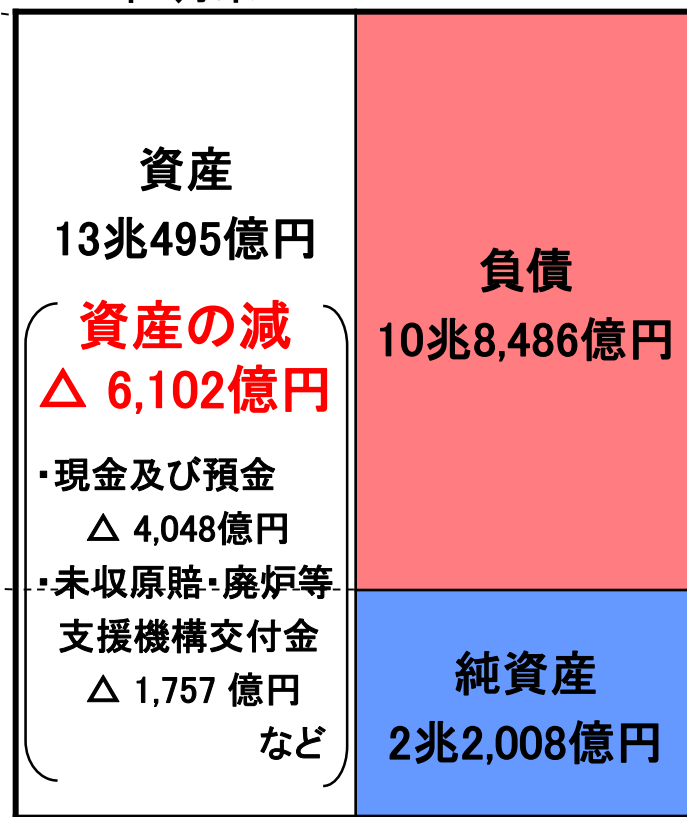 資産
13兆495億円
資産の減
△ 6,102億円
・現金及び預金
△ 4,048億円
・未収原賠・廃炉等
支援機構交付金
△ 1,757 億円
など
負債
10兆8,486億円
純資産
2兆2,008億円